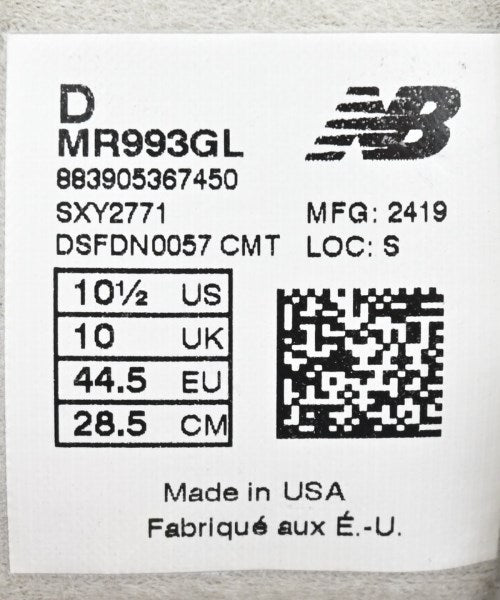 D
NB
MR993GL
883905367450
SXY2771
MFG: 2419
DSFDN0057 CMT
LOC: S
10½ US
10 UK
44.5 EU
28.5 CM
Made in USA
Fabriqué aux É.-U.